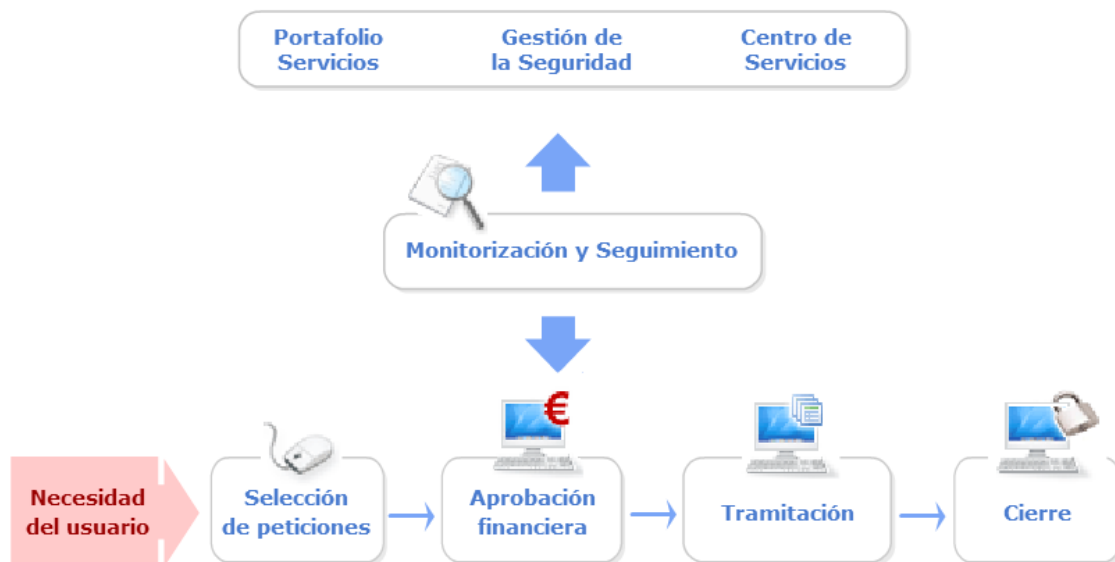 Portafolio
Servicios
Gestión de
la Seguridad
Centro de
Servicios
Monitorización y Seguimiento
€
Necesidad
del usuario
Selección
de peticiones
Aprobación
financiera
Tramitación
Cierre